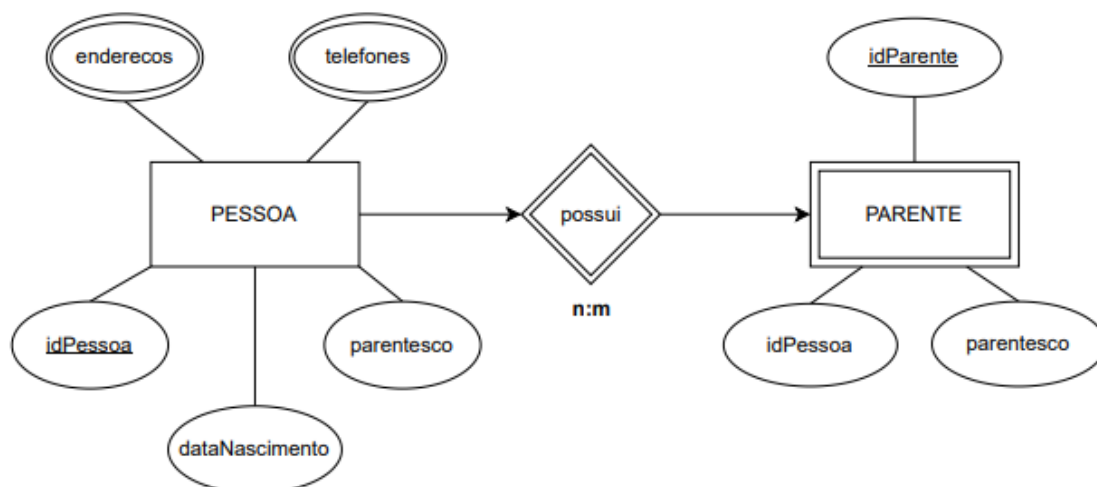 enderecos
telefones
idParente
PESSOA
possui
PARENTE
n:m
idPessoa
parentesco
idPessoa
parentesco
dataNascimento